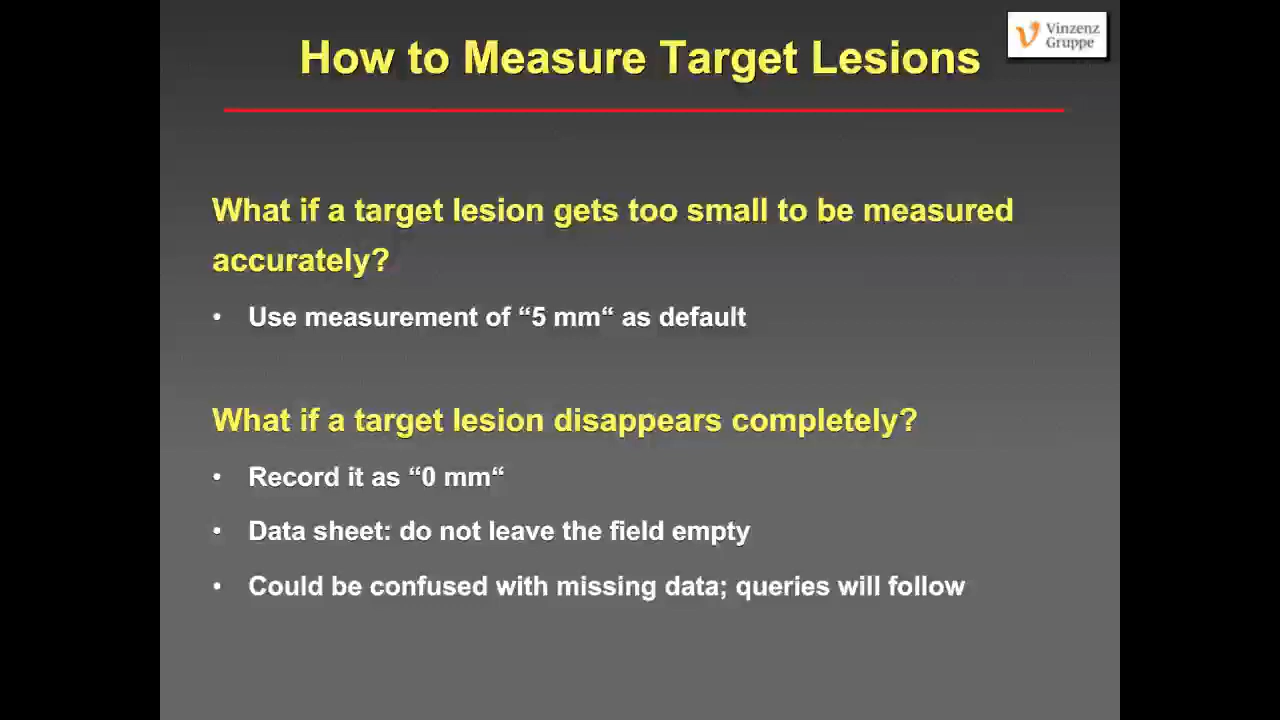 How to Measure Target Lesions
Vinzenz
Gruppe
What if a target lesion gets too small to be measured
accurately?
• Use measurement of “5 mm“ as default
What if a target lesion disappears completely?
• Record it as “0 mm“
• Data sheet: do not leave the field empty
• Could be confused with missing data; queries will follow